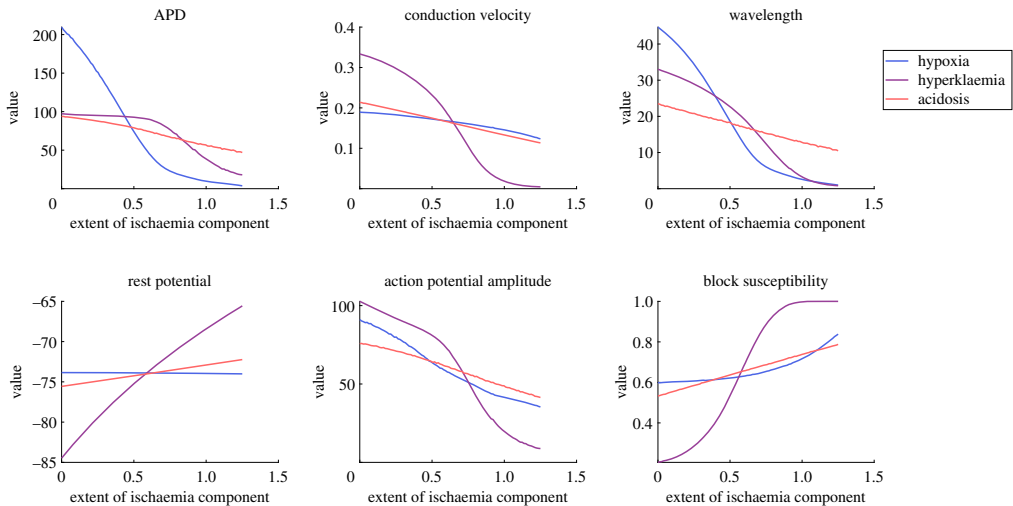 APD
200
150
100
50
0
0.5
1.0
1.5
value
extent of ischaemia component
conduction velocity
0.4
0.3
0.2
0.1
0
0.5
1.0
1.5
value
extent of ischaemia component
wavelength
40
30
20
10
0
0.5
1.0
1.5
value
extent of ischaemia component
hypoxia
hyperklaemia
acidosis
rest potential
−65
−70
−75
−80
−85
0
0.5
1.0
1.5
value
extent of ischaemia component
action potential amplitude
100
50
0
0.5
1.0
1.5
value
extent of ischaemia component
block susceptibility
1.0
0.8
0.6
0.4
0
0.5
1.0
1.5
value
extent of ischaemia component